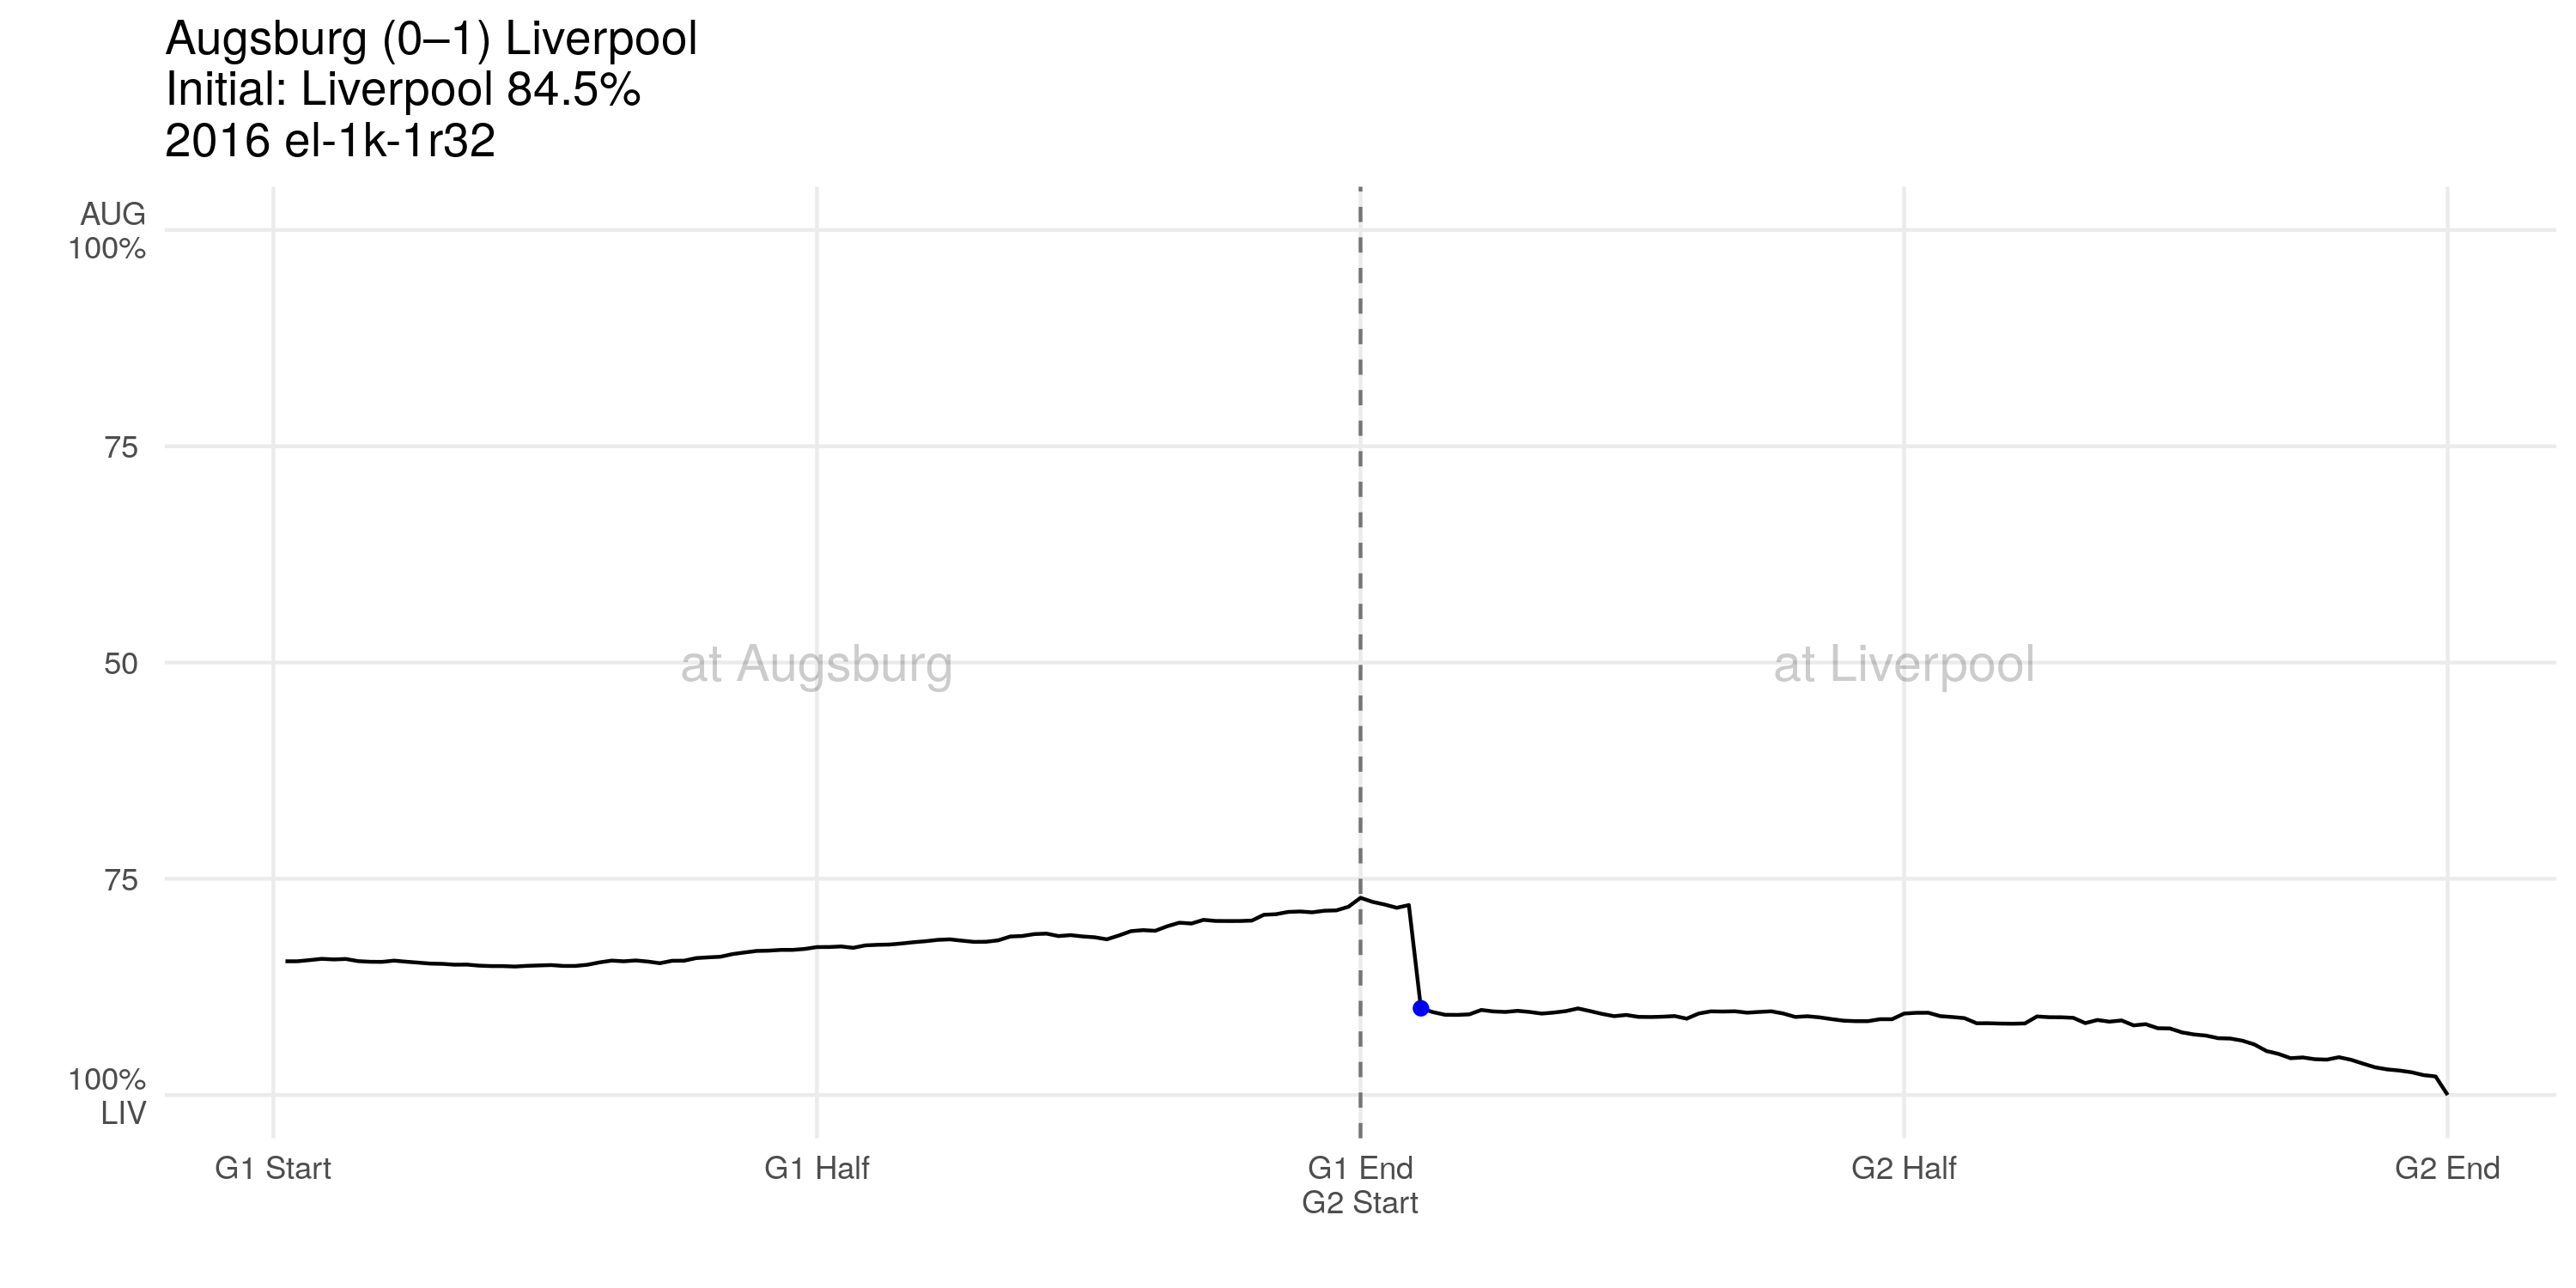 Augsburg (0–1) Liverpool
Initial: Liverpool 84.5%
2016 el-1k-1r32
AUG
100%
75
50
75
100%
LIV
at Augsburg
at Liverpool
G1 Start
G1 Half
G1 End
G2 Start
G2 Half
G2 End